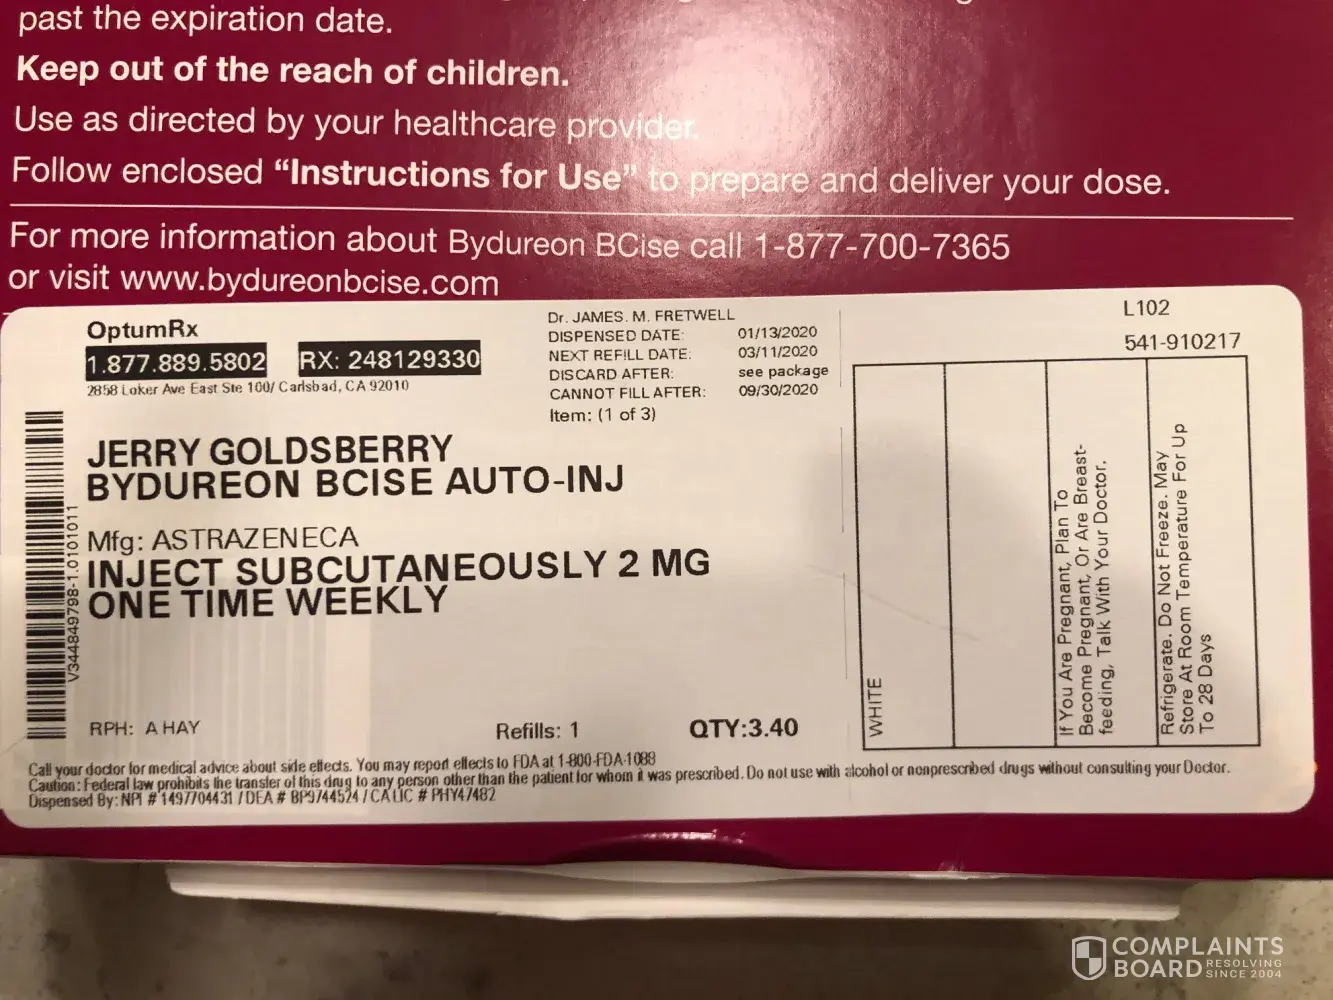 past the expiration date.
Keep out of the reach of children.
Use as directed by your healthcare provider.
Follow enclosed “Instructions for Use” to prepare and deliver your dose.
For more information about Bydureon BCise call 1-877-700-7365
or visit www.bydureonbcise.com
OptumRx
1.877.889.5802 RX: 248129330
2858 Loker Ave East Ste 100/ Carlsbad, CA 92010
Dr. JAMES. M. FRETWELL
DISPENSED DATE: 01/13/2020
NEXT REFILL DATE: 03/11/2020
DISCARD AFTER: see package
CANNOT FILL AFTER: 09/30/2020
Item: (1 of 3)
L102
541-910217
JERRY GOLDSBERRY
BYDUREON BCISE AUTO-INJ
Mfg: ASTRAZENECA
INJECT SUBCUTANEOUSLY 2 MG
ONE TIME WEEKLY
V344849798-1.0101011
RPH: A HAY
Refills: 1
QTY:3.40
WHITE
If You Are Pregnant, Plan To
Become Pregnant, Or Are Breast-
feeding, Talk With Your Doctor.
Refrigerate. Do Not Freeze. May
Store At Room Temperature For Up
To 28 Days
Call your doctor for medical advice about side effects. You may report effects to FDA at 1-800-FDA-1088
Caution: Federal law prohibits the transfer of this drug to any person other than the patient for whom it was prescribed. Do not use with alcohol or nonprescribed drugs without consulting your Doctor.
Dispensed By: NPI # 1497704431 / DEA # BP9744524 / CA LIC # PHY47482
COMPLAINTS
BOARD RESOLVING
SINCE 2004